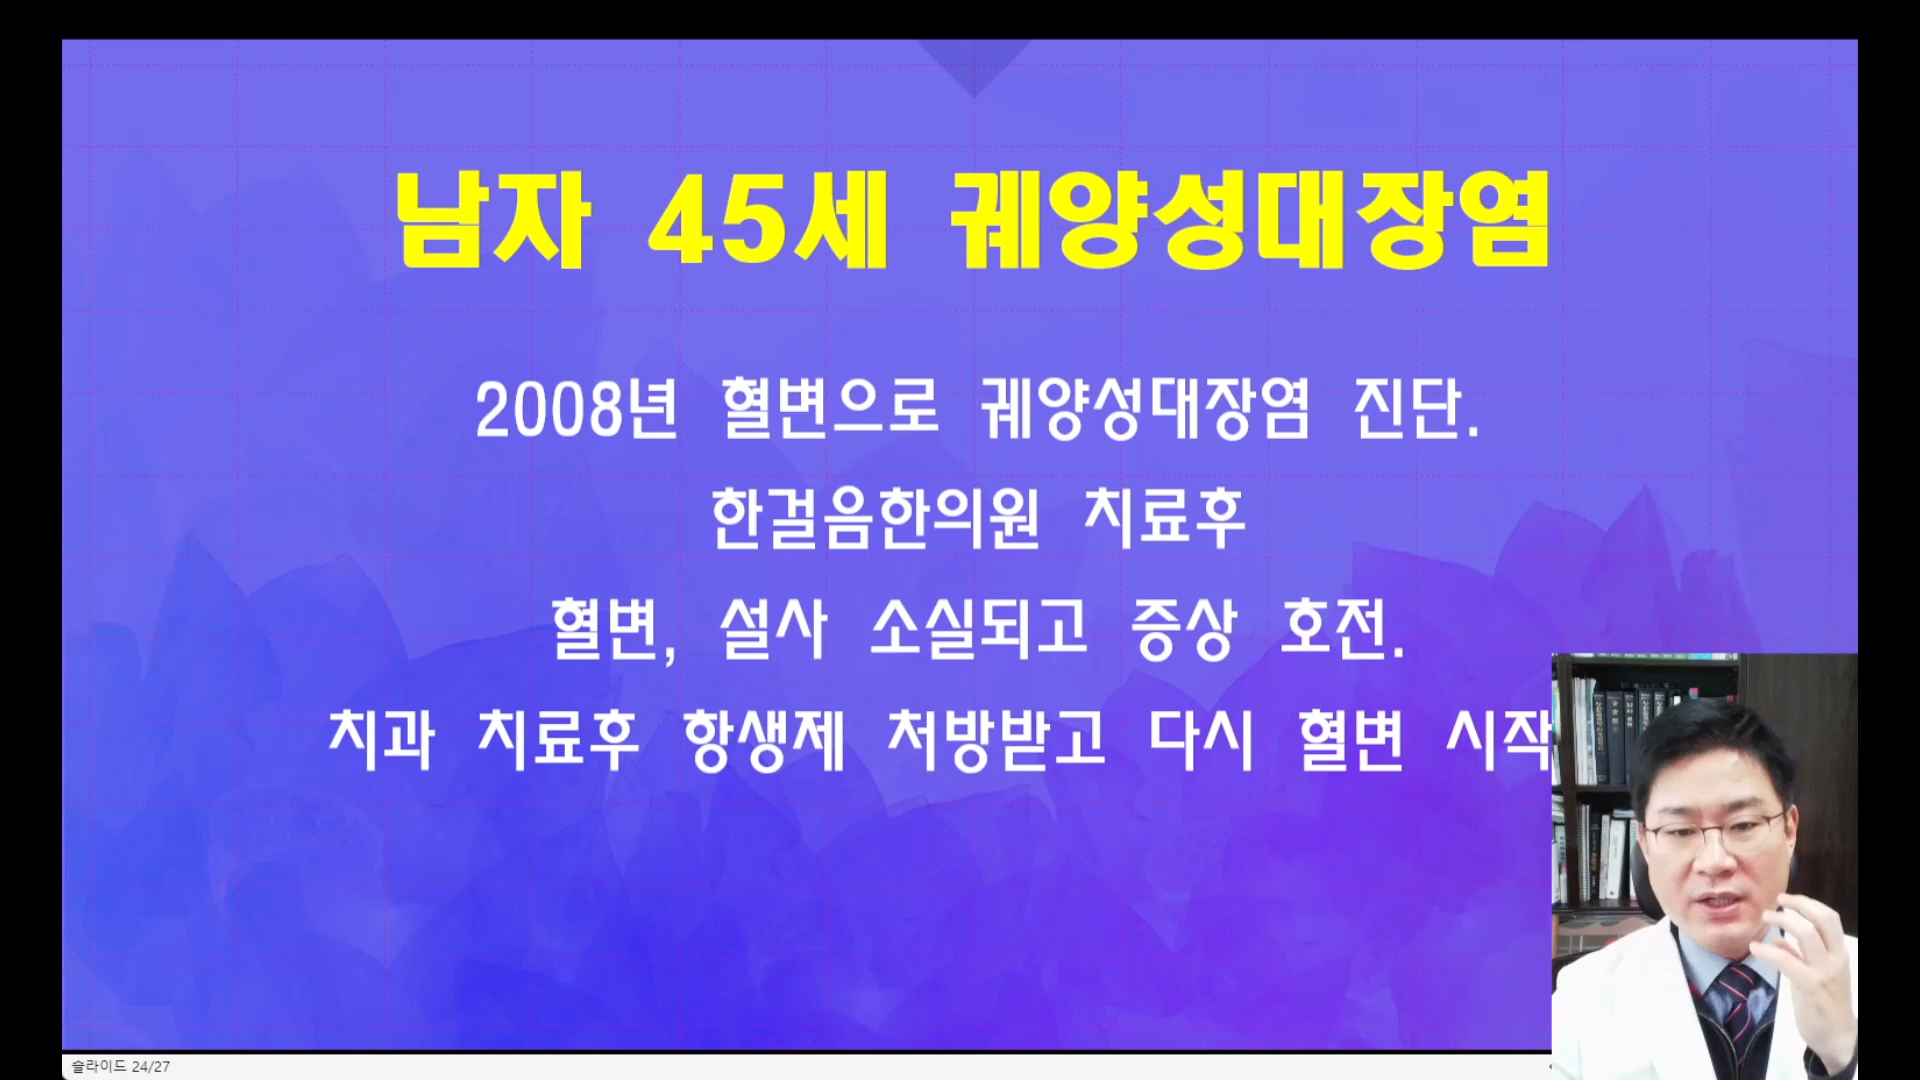 남자 45세 궤양성대장염
2008년 혈변으로 궤양성대장염 진단.
한걸음한의원 치료후
혈변, 설사 소실되고 증상 호전.
치과 치료후 항생제 처방받고 다시 혈변 시작
슬라이드 24/27